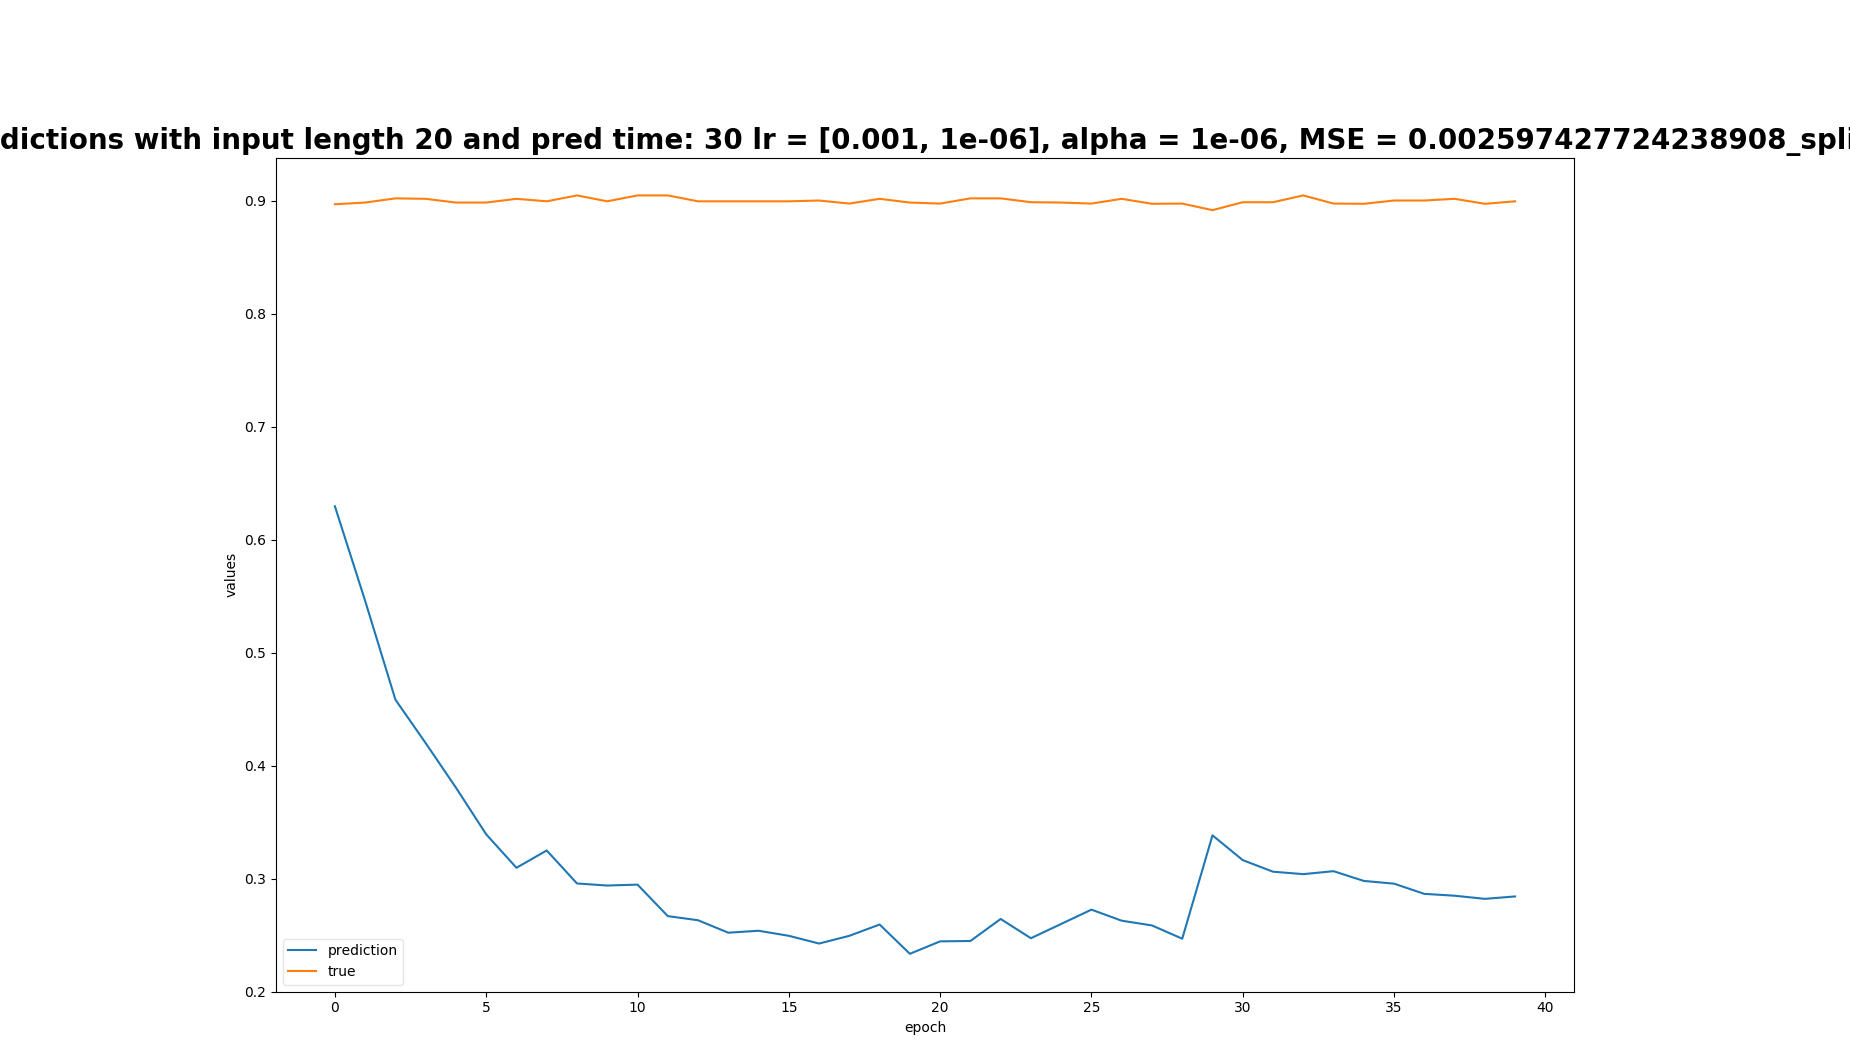 dictions with input length 20 and pred time: 30 lr = [0.001, 1e-06], alpha = 1e-06, MSE = 0.002597427724238908_spli
0.9
0.8
0.7
0.6
0.5
0.4
0.3
0.2
values
prediction
true
0 5 10 15 20 25 30 35 40
epoch